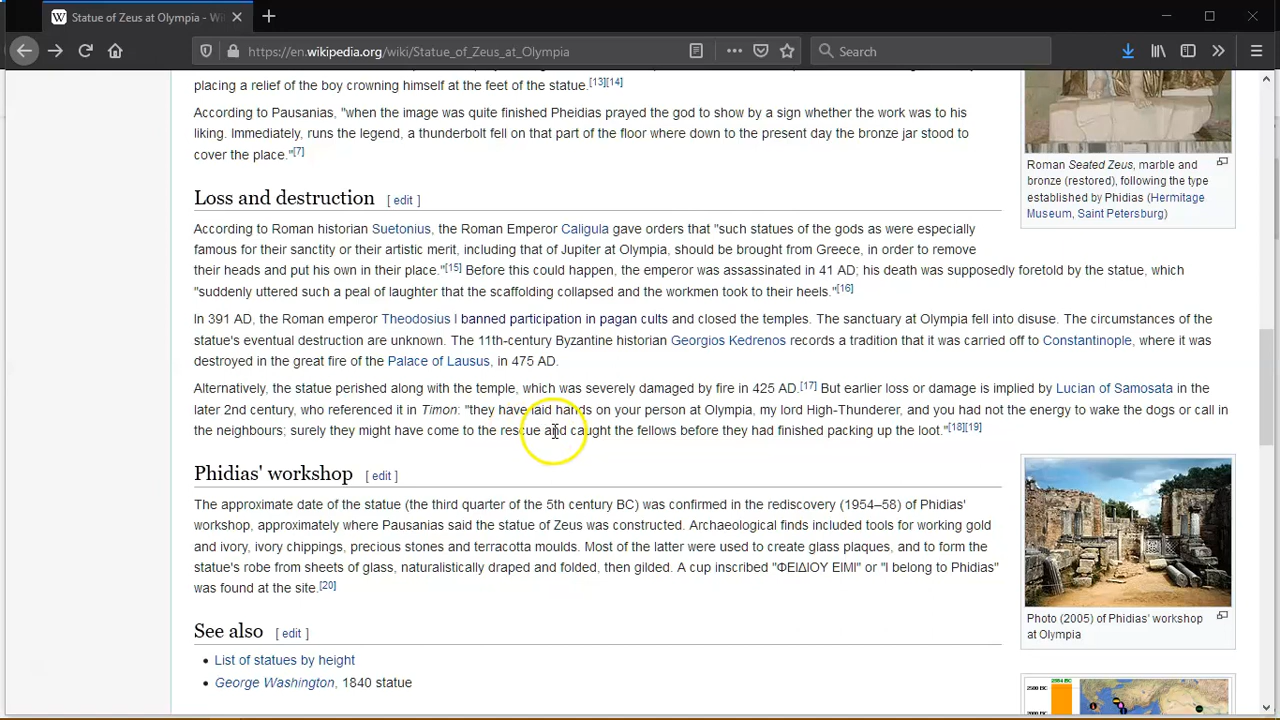 Statue of Zeus at Olympia - Wi
https://en.wikipedia.org/wiki/Statue_of_Zeus_at_Olympia
Search
placing a relief of the boy crowning himself at the feet of the statue.[13][14]
According to Pausanias, "when the image was quite finished Pheidias prayed the god to show by a sign whether the work was to his
liking. Immediately, runs the legend, a thunderbolt fell on that part of the floor where down to the present day the bronze jar stood to
cover the place."[7]
Roman Seated Zeus, marble and
bronze (restored), following the type
established by Phidias (Hermitage
Museum, Saint Petersburg)
Loss and destruction [ edit ]
According to Roman historian Suetonius, the Roman Emperor Caligula gave orders that "such statues of the gods as were especially
famous for their sanctity or their artistic merit, including that of Jupiter at Olympia, should be brought from Greece, in order to remove
their heads and put his own in their place."[15] Before this could happen, the emperor was assassinated in 41 AD; his death was supposedly foretold by the statue, which
"suddenly uttered such a peal of laughter that the scaffolding collapsed and the workmen took to their heels."[16]
In 391 AD, the Roman emperor Theodosius I banned participation in pagan cults and closed the temples. The sanctuary at Olympia fell into disuse. The circumstances of the
statue's eventual destruction are unknown. The 11th-century Byzantine historian Georgios Kedrenos records a tradition that it was carried off to Constantinople, where it was
destroyed in the great fire of the Palace of Lausus, in 475 AD.
Alternatively, the statue perished along with the temple, which was severely damaged by fire in 425 AD.[17] But earlier loss or damage is implied by Lucian of Samosata in the
later 2nd century, who referenced it in Timon: "they have laid hands on your person at Olympia, my lord High-Thunderer, and you had not the energy to wake the dogs or call in
the neighbours; surely they might have come to the rescue and caught the fellows before they had finished packing up the loot."[18][19]
Phidias' workshop [ edit ]
The approximate date of the statue (the third quarter of the 5th century BC) was confirmed in the rediscovery (1954–58) of Phidias'
workshop, approximately where Pausanias said the statue of Zeus was constructed. Archaeological finds included tools for working gold
and ivory, ivory chippings, precious stones and terracotta moulds. Most of the latter were used to create glass plaques, and to form the
statue's robe from sheets of glass, naturalistically draped and folded, then gilded. A cup inscribed "ΦΕΙΔΙΟΥ ΕΙΜΙ" or "I belong to Phidias"
was found at the site.[20]
Photo (2005) of Phidias' workshop
at Olympia
See also [ edit ]
List of statues by height
George Washington, 1840 statue